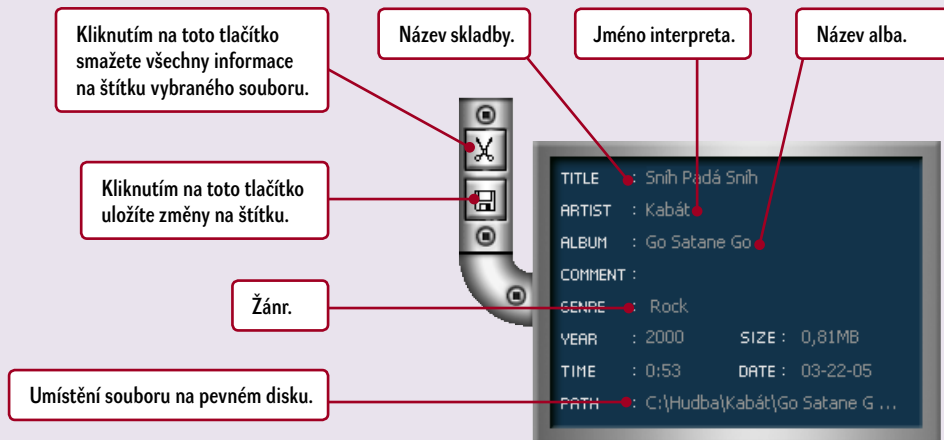 Kliknutím na toto tlačítko
smažete všechny informace
na štítku vybraného souboru.
Název skladby.
Jméno interpreta.
Název alba.
Kliknutím na toto tlačítko
uložíte změny na štítku.
Žánr.
Umístění souboru na pevném disku.
TITLE : Sníh Padá Sníh
ARTIST : Kabát
ALBUM : Go Satane Go
COMMENT :
GENRE : Rock
YEAR : 2000 SIZE : 0,81MB
TIME : 0:53 DATE : 03-22-05
PATH : C:\Hudba\Kabát\Go Satane G ...